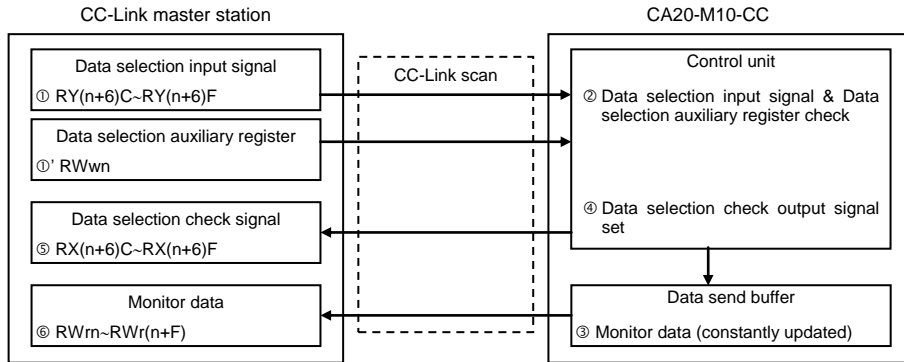 CC-Link master station
CA20-M10-CC
Data selection input signal
① RY(n+6)C~RY(n+6)F
Data selection auxiliary register
①' RWwn
Data selection check signal
⑤ RX(n+6)C~RX(n+6)F
Monitor data
⑥ RWrn~RWr(n+F)
CC-Link scan
Control unit
② Data selection input signal & Data
selection auxiliary register check
④ Data selection check output signal
set
Data send buffer
③ Monitor data (constantly updated)